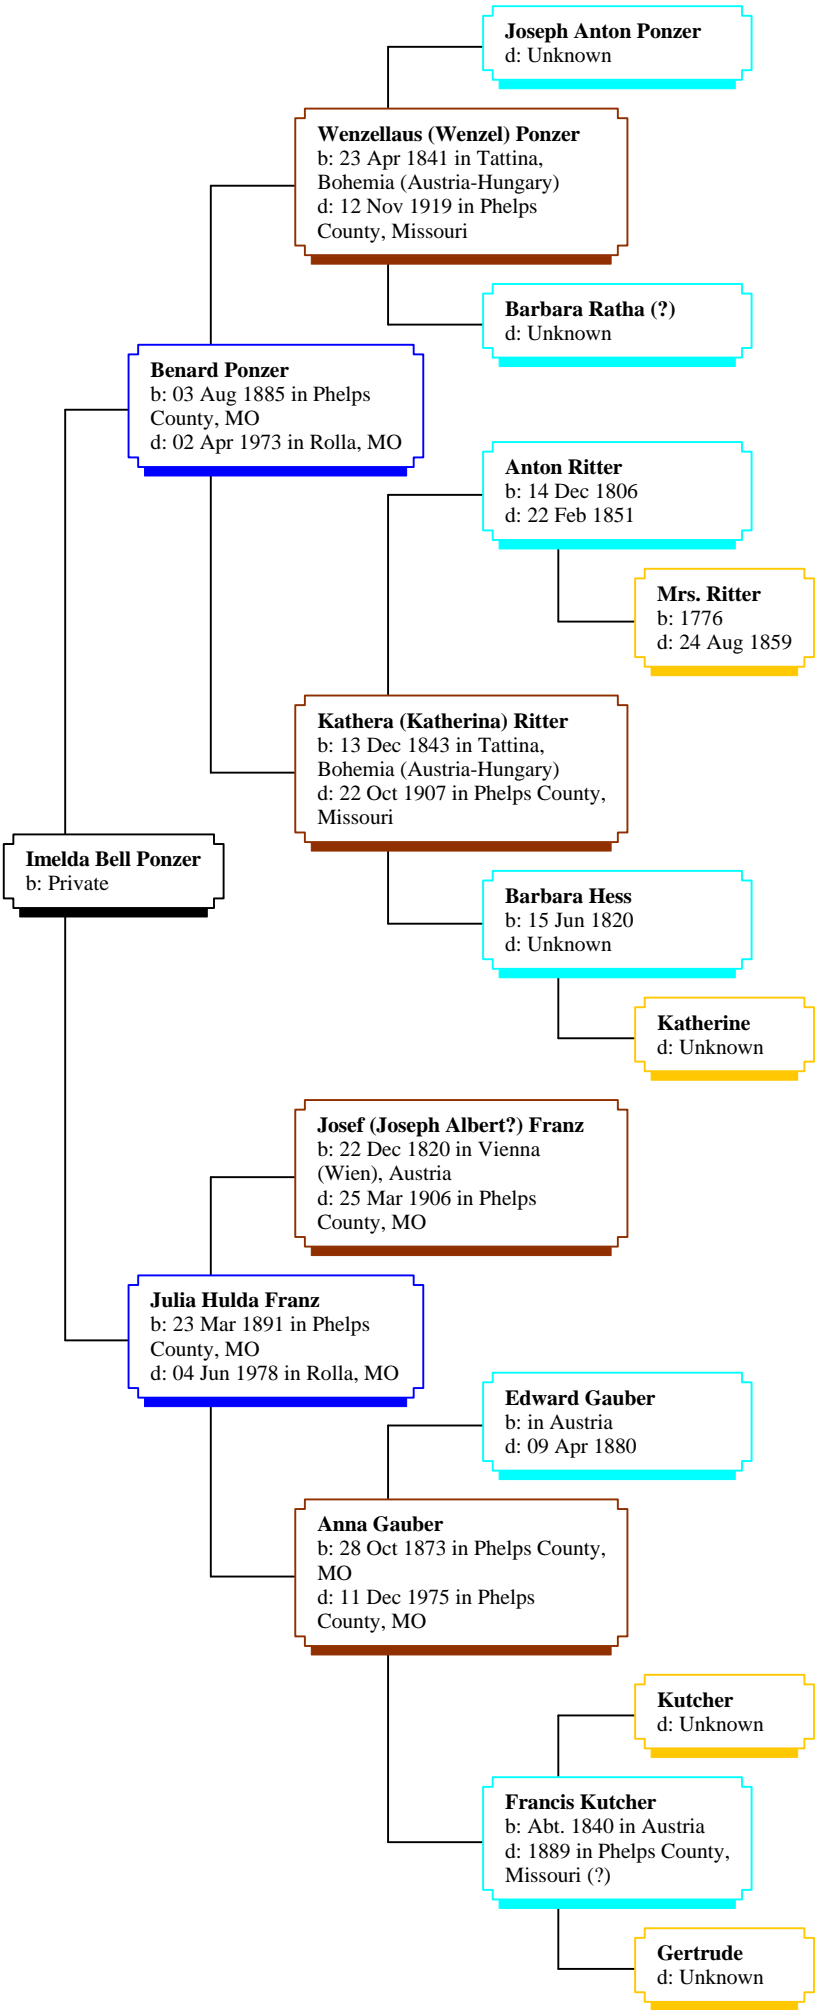 Joseph Anton Ponzer
d: Unknown
Wenzellaus (Wenzel) Ponzer
b: 23 Apr 1841 in Tattina,
Bohemia (Austria-Hungary)
d: 12 Nov 1919 in Phelps
County, Missouri
Barbara Ratha (?)
d: Unknown
Benard Ponzer
b: 03 Aug 1885 in Phelps
County, MO
d: 02 Apr 1973 in Rolla, MO
Anton Ritter
b: 14 Dec 1806
d: 22 Feb 1851
Mrs. Ritter
b: 1776
d: 24 Aug 1859
Kathera (Katherina) Ritter
b: 13 Dec 1843 in Tattina,
Bohemia (Austria-Hungary)
d: 22 Oct 1907 in Phelps County,
Missouri
Imelda Bell Ponzer
b: Private
Barbara Hess
b: 15 Jun 1820
d: Unknown
Katherine
d: Unknown
Josef (Joseph Albert?) Franz
b: 22 Dec 1820 in Vienna
(Wien), Austria
d: 25 Mar 1906 in Phelps
County, MO
Julia Hulda Franz
b: 23 Mar 1891 in Phelps
County, MO
d: 04 Jun 1978 in Rolla, MO
Edward Gauber
b: in Austria
d: 09 Apr 1880
Anna Gauber
b: 28 Oct 1873 in Phelps County,
MO
d: 11 Dec 1975 in Phelps
County, MO
Kutcher
d: Unknown
Francis Kutcher
b: Abt. 1840 in Austria
d: 1889 in Phelps County,
Missouri (?)
Gertrude
d: Unknown